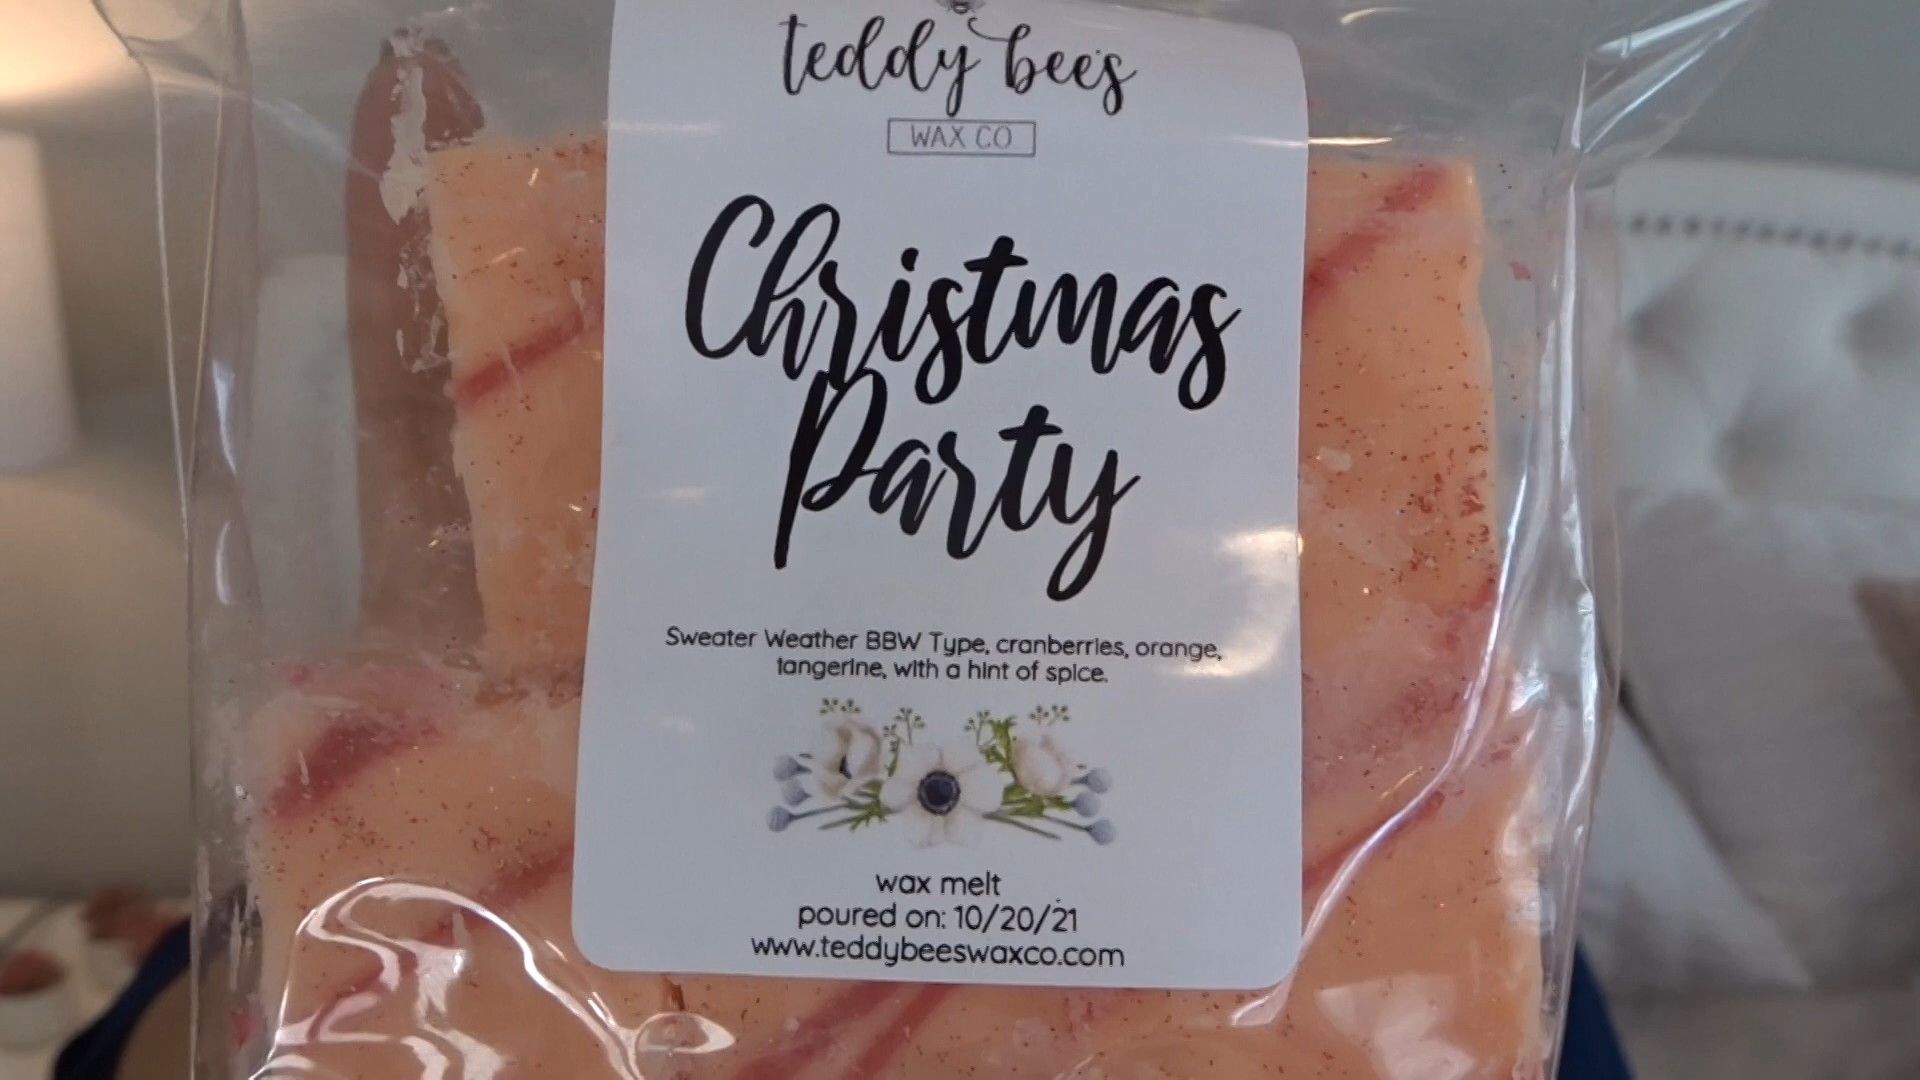 teddy bee's
WAX CO
Christmas
Party
Sweater Weather BBW Type, cranberries, orange,
tangerine, with a hint of spice.
wax melt
poured on: 10/20/21
www.teddybeeswaxco.com